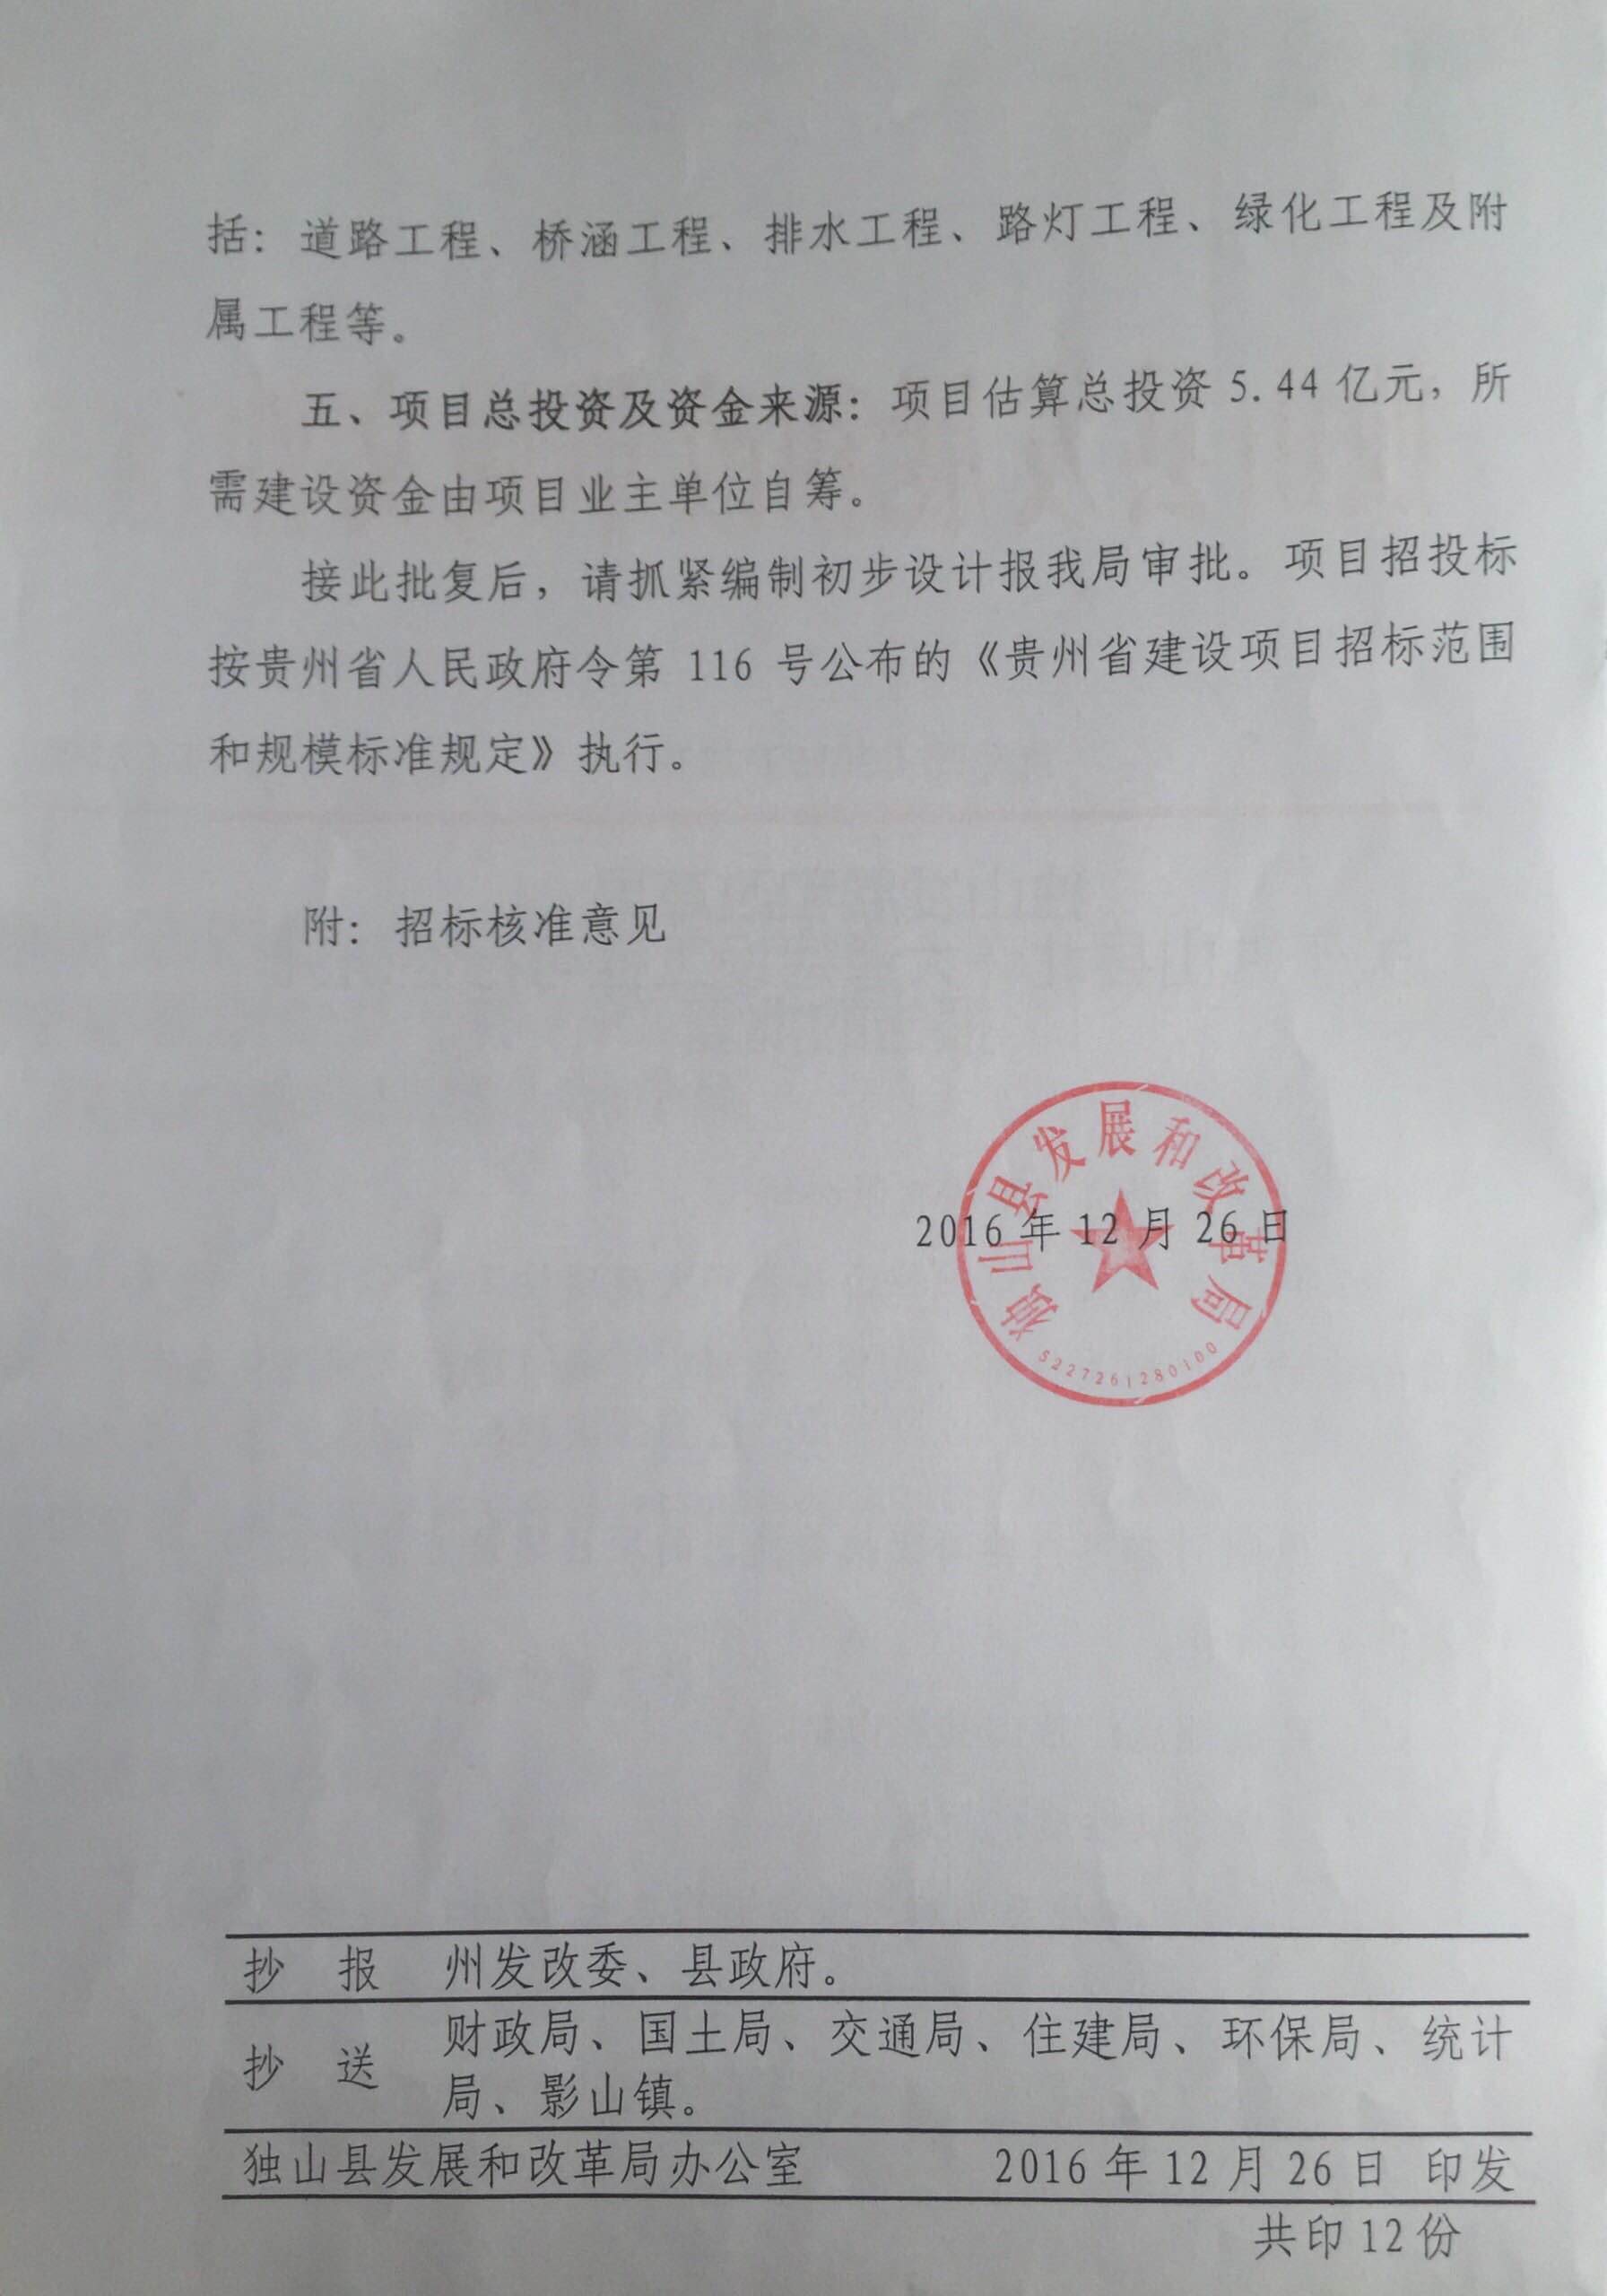 括：道路工程、桥涵工程、排水工程、路灯工程、绿化工程及附
属工程等。
五、项目总投资及资金来源：项目估算总投资 5.44 亿元，所
需建设资金由项目业主单位自筹。
接此批复后，请抓紧编制初步设计报我局审批。项目招投标
按贵州省人民政府令第 116 号公布的《贵州省建设项目招标范围
和规模标准规定》执行。
附：招标核准意见
独山县发展和改革局
2016 年 12 月 26 日
5227261280100
抄 报 州发改委、县政府。
抄 送 财政局、国土局、交通局、住建局、环保局、统计
局、影山镇。
独山县发展和改革局办公室 2016 年 12 月 26 日 印发
共印12份